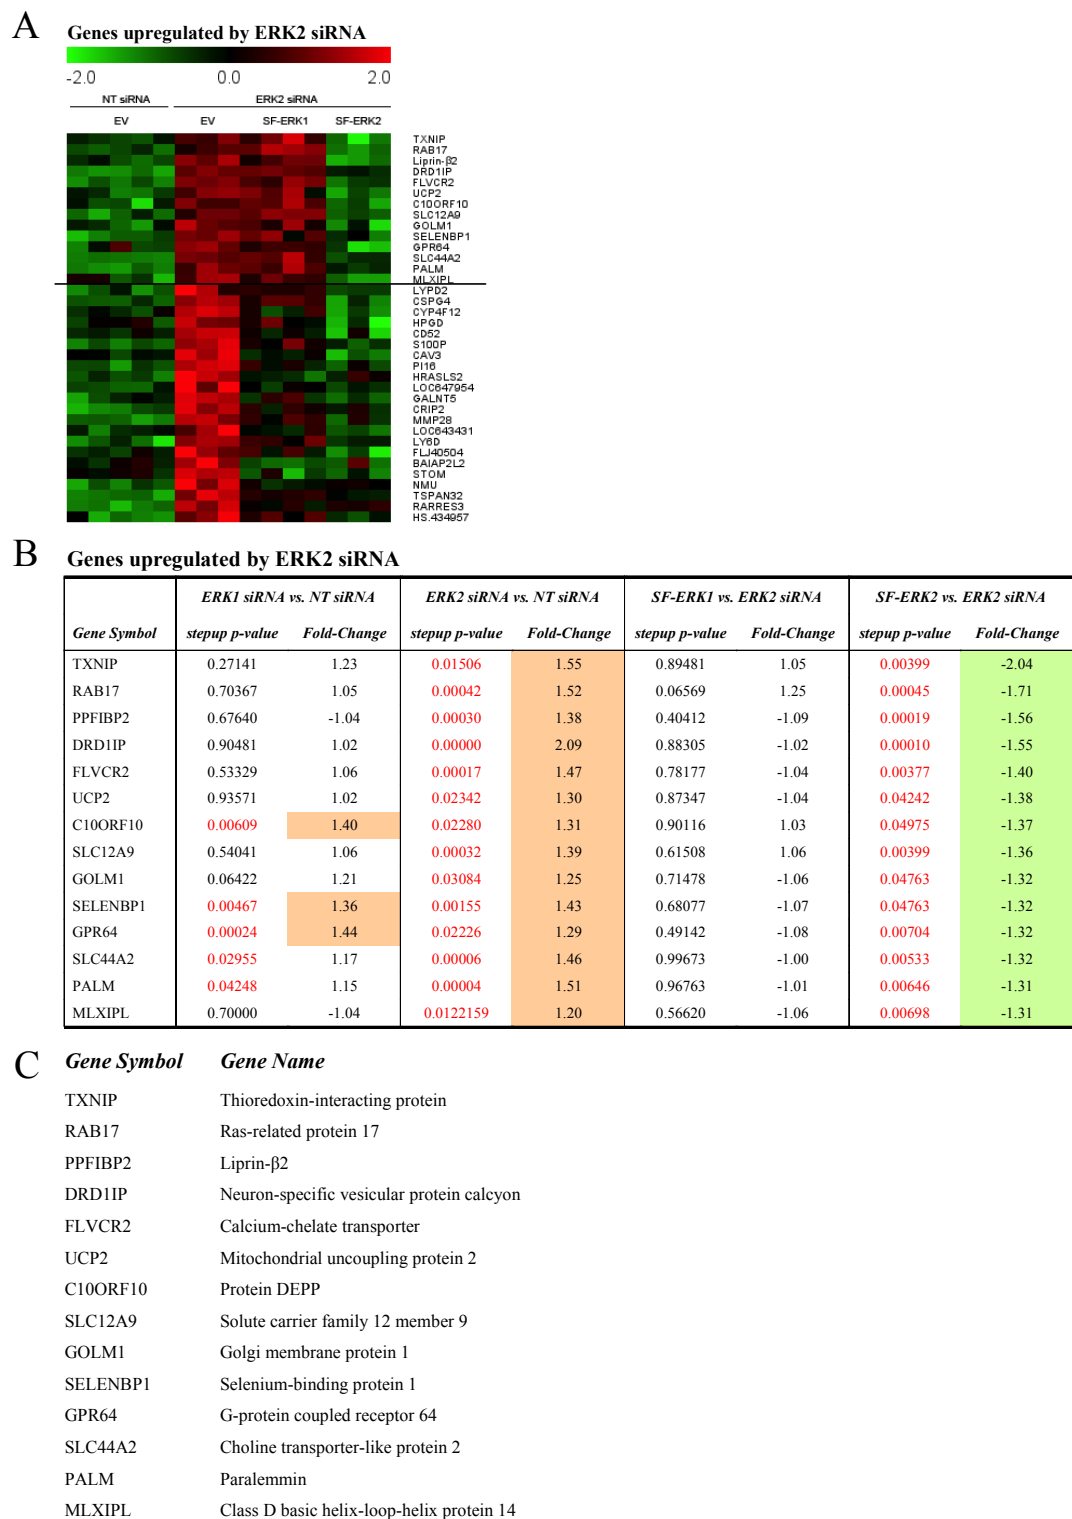 A
Genes upregulated by ERK2 siRNA
-2.0 0.0 2.0
NT siRNA ERK2 siRNA
EV EV SF-ERK1 SF-ERK2
TXNIP
RAB17
Liprin-β2
DRD1IP
FLVCR2
UCP2
C10ORF10
SLC12A9
GOLM1
SELENBP1
GPR64
SLC44A2
PALM
MLXIPL
LYPD2
CSPG4
CYP4F12
HPGD
CD52
S100P
CAV3
PI16
HRASLS2
LOC647954
GALNT5
CRIP2
MMP28
LOC643431
LY6D
FLJ40504
BAIAP2L2
STOM
NMU
TSPAN32
RARRES3
HS.434957
B
Genes upregulated by ERK2 siRNA
ERK1 siRNA vs. NT siRNA ERK2 siRNA vs. NT siRNA SF-ERK1 vs. ERK2 siRNA SF-ERK2 vs. ERK2 siRNA
Gene Symbol stepup p-value Fold-Change stepup p-value Fold-Change stepup p-value Fold-Change stepup p-value Fold-Change
TXNIP 0.27141 1.23 0.01506 1.55 0.89481 1.05 0.00399 -2.04
RAB17 0.70367 1.05 0.00042 1.52 0.06569 1.25 0.00045 -1.71
PPFIBP2 0.67640 -1.04 0.00030 1.38 0.40412 -1.09 0.00019 -1.56
DRD1IP 0.90481 1.02 0.00000 2.09 0.88305 -1.02 0.00010 -1.55
FLVCR2 0.53329 1.06 0.00017 1.47 0.78177 -1.04 0.00377 -1.40
UCP2 0.93571 1.02 0.02342 1.30 0.87347 -1.04 0.04242 -1.38
C10ORF10 0.00609 1.40 0.02280 1.31 0.90116 1.03 0.04975 -1.37
SLC12A9 0.54041 1.06 0.00032 1.39 0.61508 1.06 0.00399 -1.36
GOLM1 0.06422 1.21 0.03084 1.25 0.71478 -1.06 0.04763 -1.32
SELENBP1 0.00467 1.36 0.00155 1.43 0.68077 -1.07 0.04763 -1.32
GPR64 0.00024 1.44 0.02226 1.29 0.49142 -1.08 0.00704 -1.32
SLC44A2 0.02955 1.17 0.00006 1.46 0.99673 -1.00 0.00533 -1.32
PALM 0.04248 1.15 0.00004 1.51 0.96763 -1.01 0.00646 -1.31
MLXIPL 0.70000 -1.04 0.0122159 1.20 0.56620 -1.06 0.00698 -1.31
C
Gene Symbol Gene Name
TXNIP Thioredoxin-interacting protein
RAB17 Ras-related protein 17
PPFIBP2 Liprin-β2
DRD1IP Neuron-specific vesicular protein calcyon
FLVCR2 Calcium-chelate transporter
UCP2 Mitochondrial uncoupling protein 2
C10ORF10 Protein DEPP
SLC12A9 Solute carrier family 12 member 9
GOLM1 Golgi membrane protein 1
SELENBP1 Selenium-binding protein 1
GPR64 G-protein coupled receptor 64
SLC44A2 Choline transporter-like protein 2
PALM Paralemmin
MLXIPL Class D basic helix-loop-helix protein 14